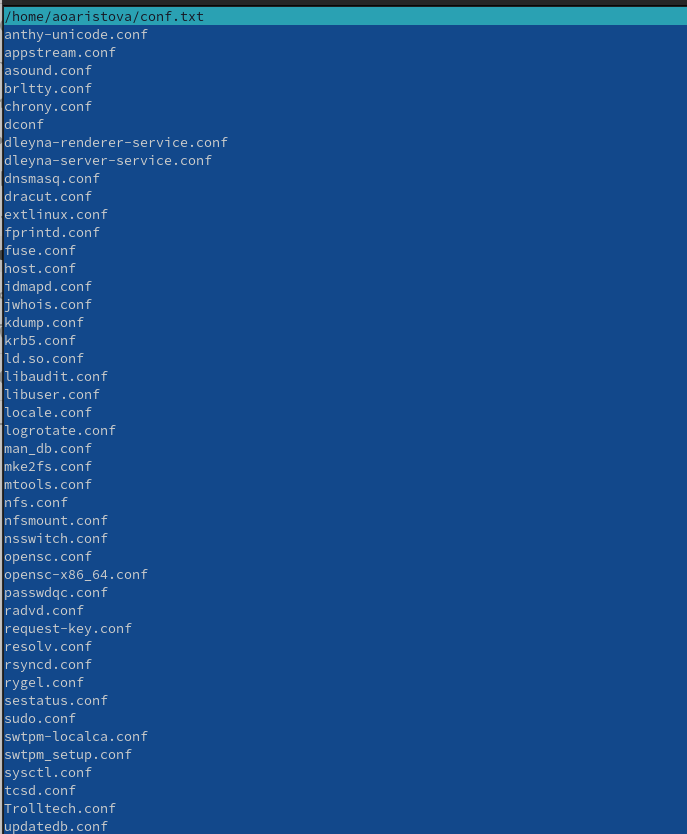 /home/aoaristova/conf.txt
anthy-unicode.conf
appstream.conf
asound.conf
brltty.conf
chrony.conf
dconf
dleyna-renderer-service.conf
dleyna-server-service.conf
dnsmasq.conf
dracut.conf
extlinux.conf
fprintd.conf
fuse.conf
host.conf
idmapd.conf
jwhois.conf
kdump.conf
krb5.conf
ld.so.conf
libaudit.conf
libuser.conf
locale.conf
logrotate.conf
man_db.conf
mke2fs.conf
mtools.conf
nfs.conf
nfsmount.conf
nsswitch.conf
opensc.conf
opensc-x86_64.conf
passwdqc.conf
radvd.conf
request-key.conf
resolv.conf
rsyncd.conf
rygel.conf
sestatus.conf
sudo.conf
swtpm-localca.conf
swtpm_setup.conf
sysctl.conf
tcsd.conf
Trolltech.conf
updatedb.conf